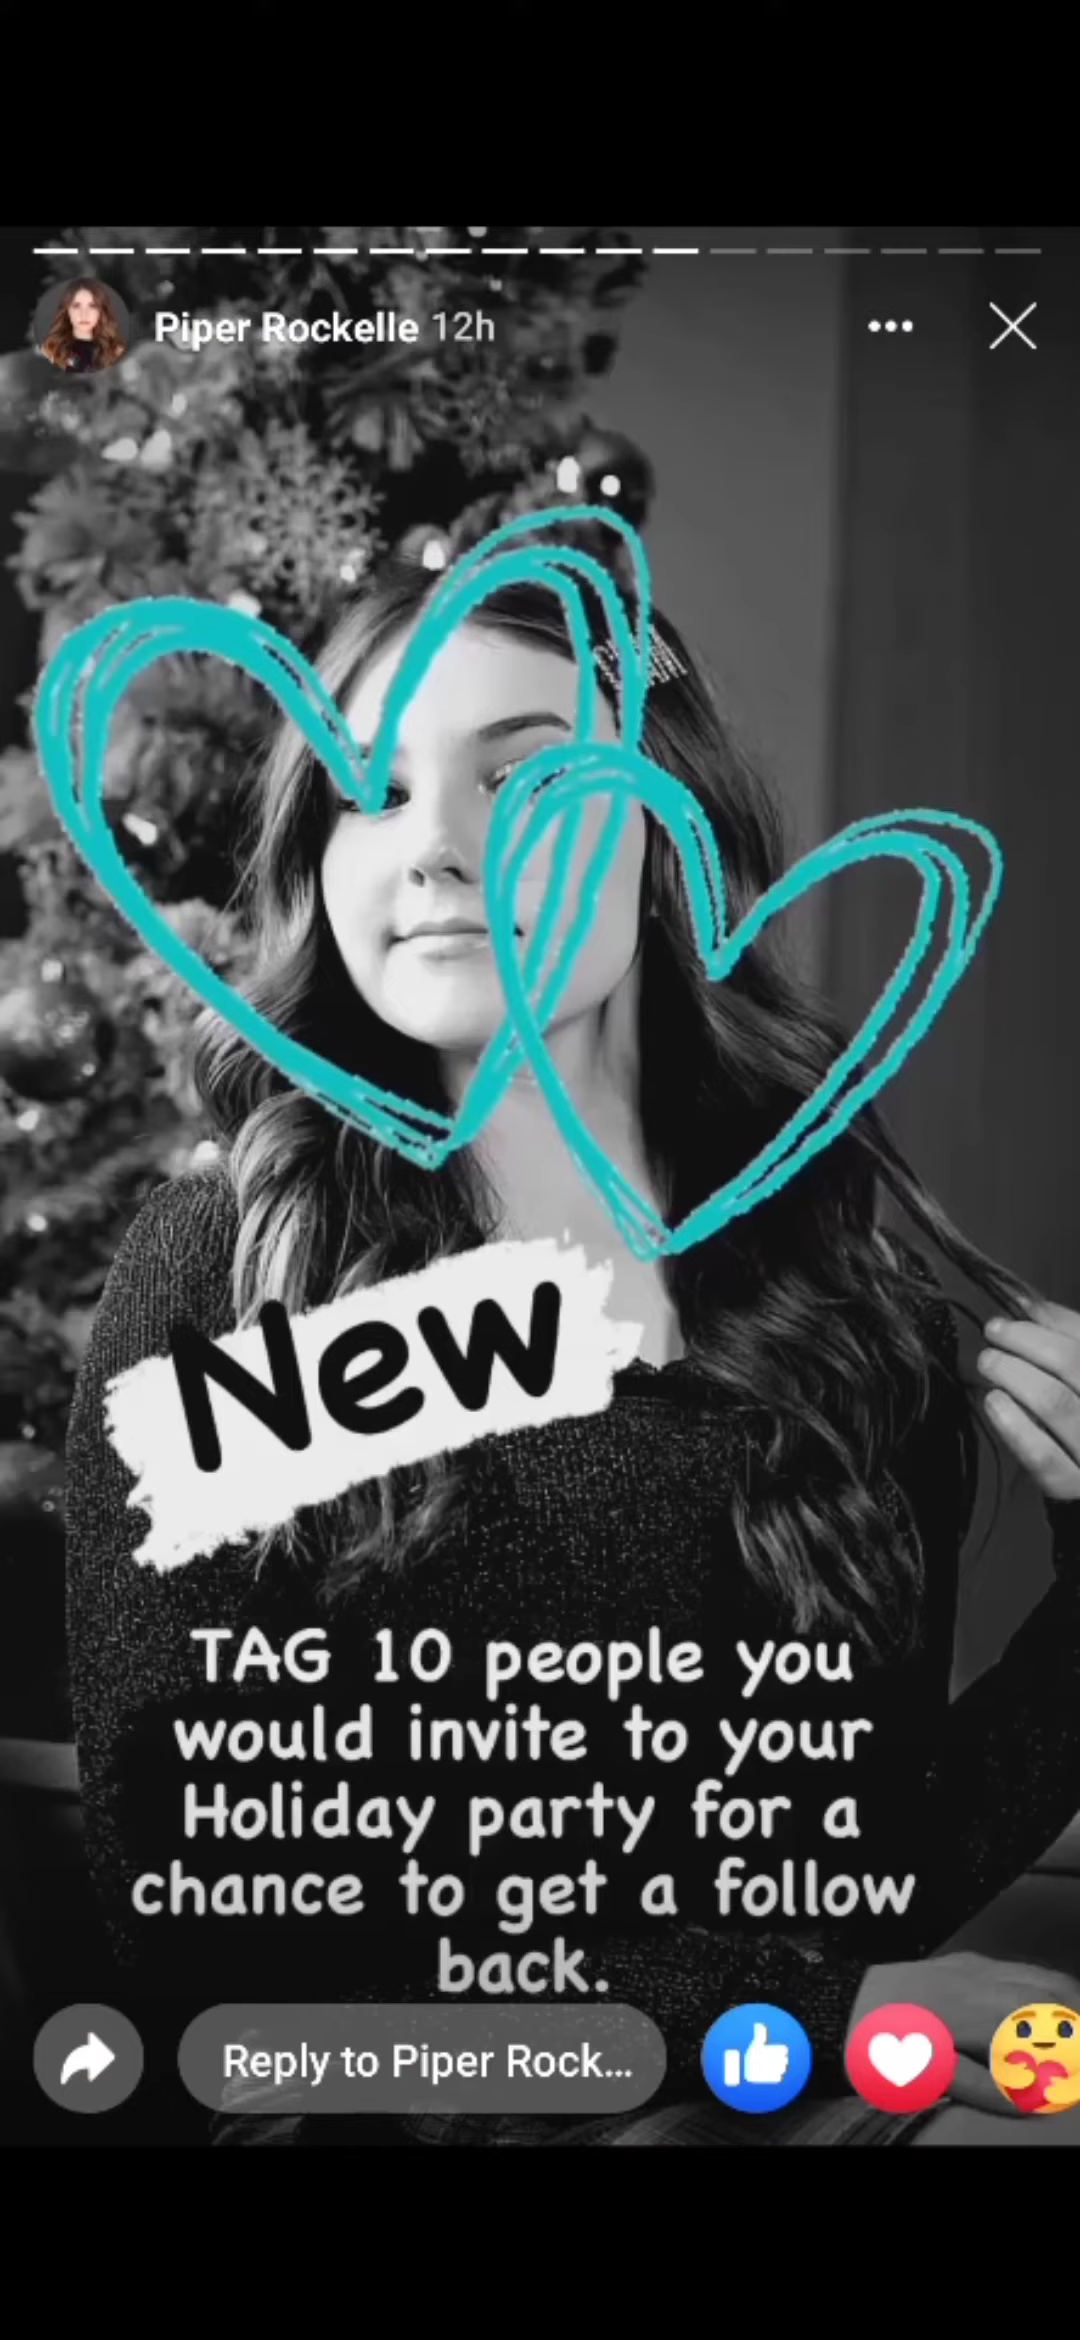 Piper Rockelle 12h
New
TAG 10 people you
would invite to your
Holiday party for a
chance to get a follow
back.
Reply to Piper Rock...